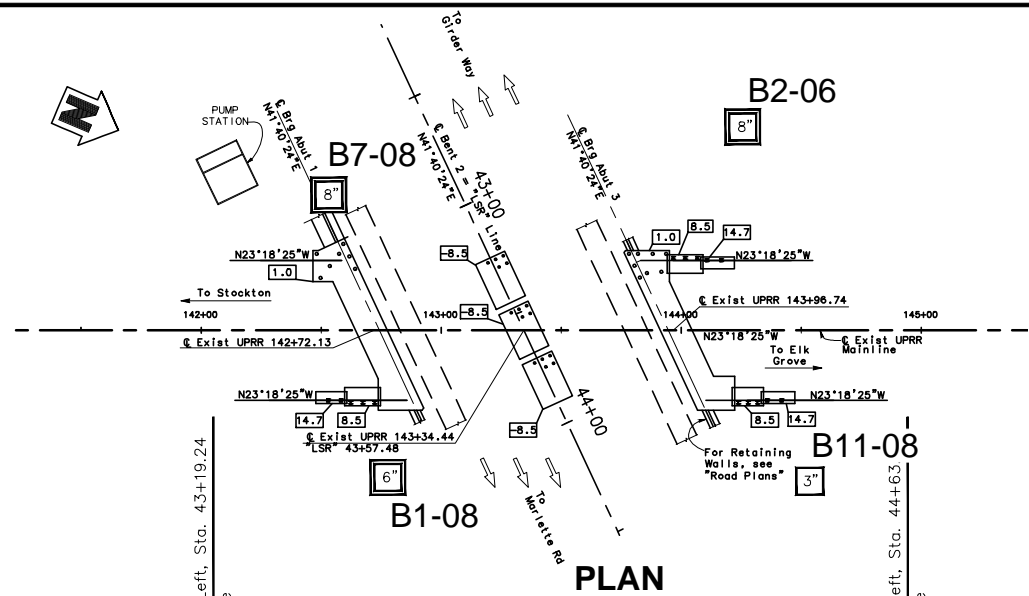 To
Girder Way
N
PUMP
STATION
℄ Brg Abut 1
N41°40'24"E
B7-08
8"
℄ Bent 2 = "LSR" Line
N41°40'24"E
43+00
℄ Brg Abut 3
N41°40'24"E
B2-06
8"
N23°18'25"W
1.0
-8.5
1.0
8.5
14.7
N23°18'25"W
To Stockton
142+00
143+00
-8.5
℄ Exist UPRR 143+96.74
144+00
145+00
℄ Exist UPRR 142+72.13
N23°18'25"W
To Elk
Grove
℄ Exist UPRR
Mainline
N23°18'25"W
14.7
8.5
-8.5
44+00
8.5
14.7
N23°18'25"W
℄ Exist UPRR 143+34.44
"LSR" 43+57.48
6"
B1-08
For Retaining
Walls, see
"Road Plans"
B11-08
3"
To
Marlette Rd
PLAN
eft, Sta. 43+19.24
eft, Sta. 44+63.